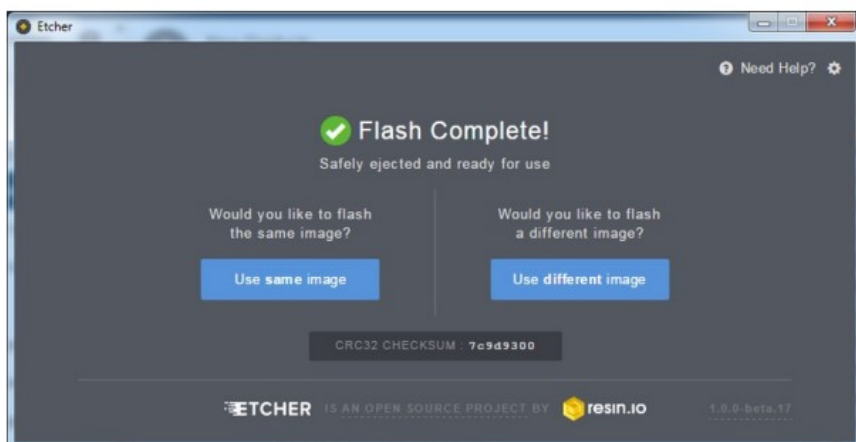 Etcher
Need Help?
Flash Complete!
Safely ejected and ready for use
Would you like to flash
the same image?
Use same image
Would you like to flash
a different image?
Use different image
CRC32 CHECKSUM : 7c9d9300
ETCHER IS AN OPEN SOURCE PROJECT BY resin.io 1.0.0-beta.17